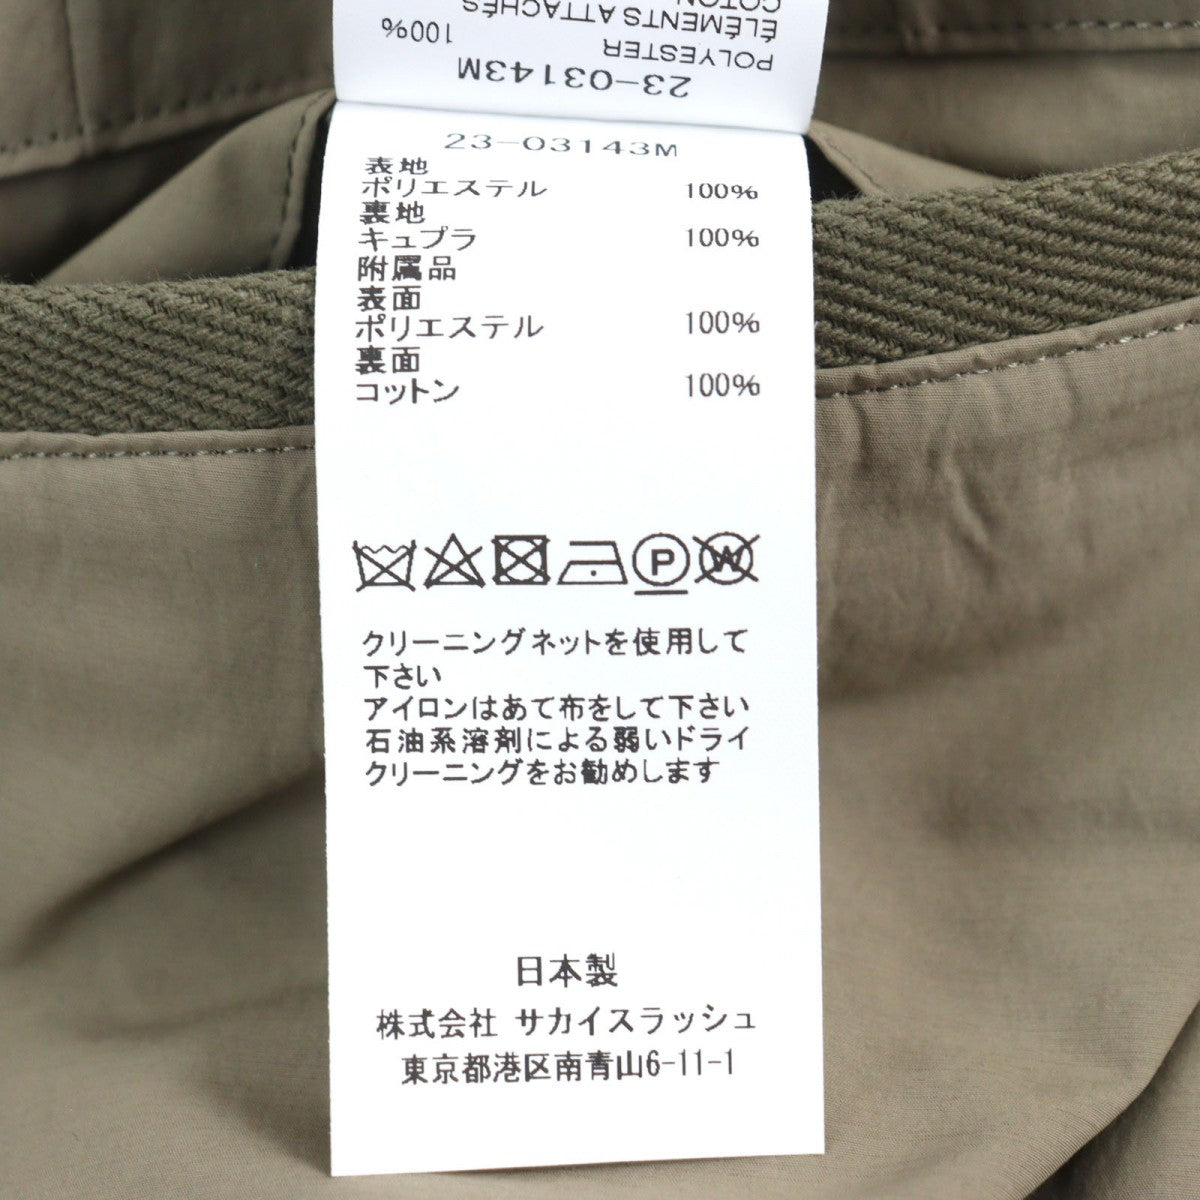 COTON
ÉLÉMENTS ATTACHÉS
POLYESTER 100%
23-03143M
23-03143M
表地
ポリエステル 100%
裏地
キュプラ 100%
附属品
表面
ポリエステル 100%
裏面
コットン 100%
P W
クリーニングネットを使用して
下さい
アイロンはあて布をして下さい
石油系溶剤による弱いドライ
クリーニングをお勧めします
日本製
株式会社 サカイスラッシュ
東京都港区南青山6-11-1